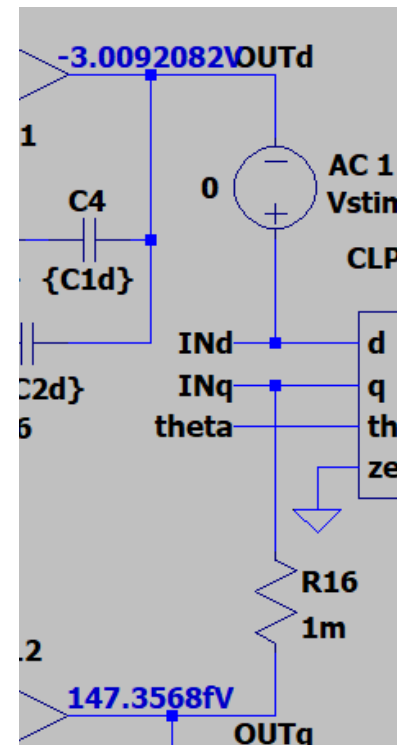 -3.0092082V
OUTd
1
AC 1
0
C4
{C1d}
CLP
INd
d
C2d}
INq
q
6
theta
th
ze
R16
1m
.2
147.3568fV
OUTq